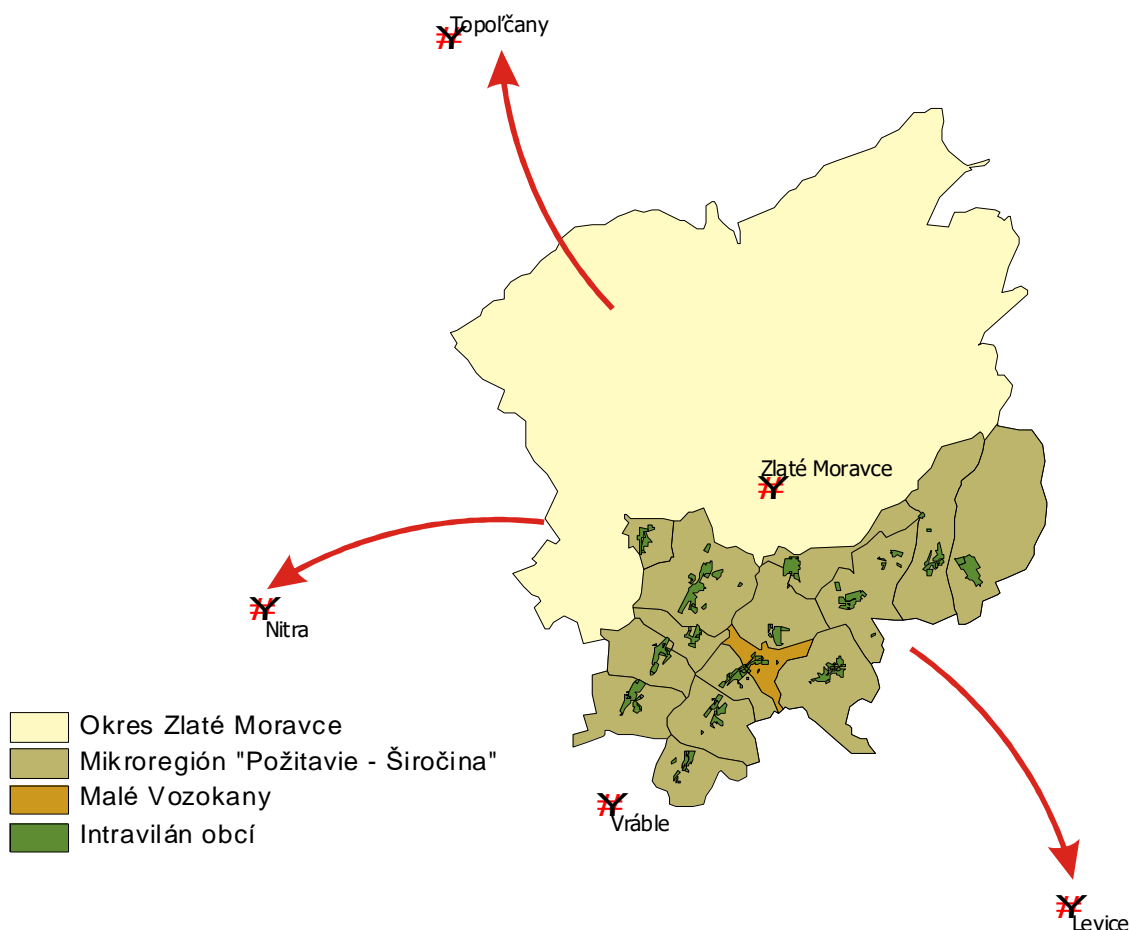 Topoľčany
Zlaté Moravce
Nitra
Okres Zlaté Moravce
Mikroregión "Požitavie - Širočina"
Malé Vozokany
Intravilán obcí
Vráble
Levice